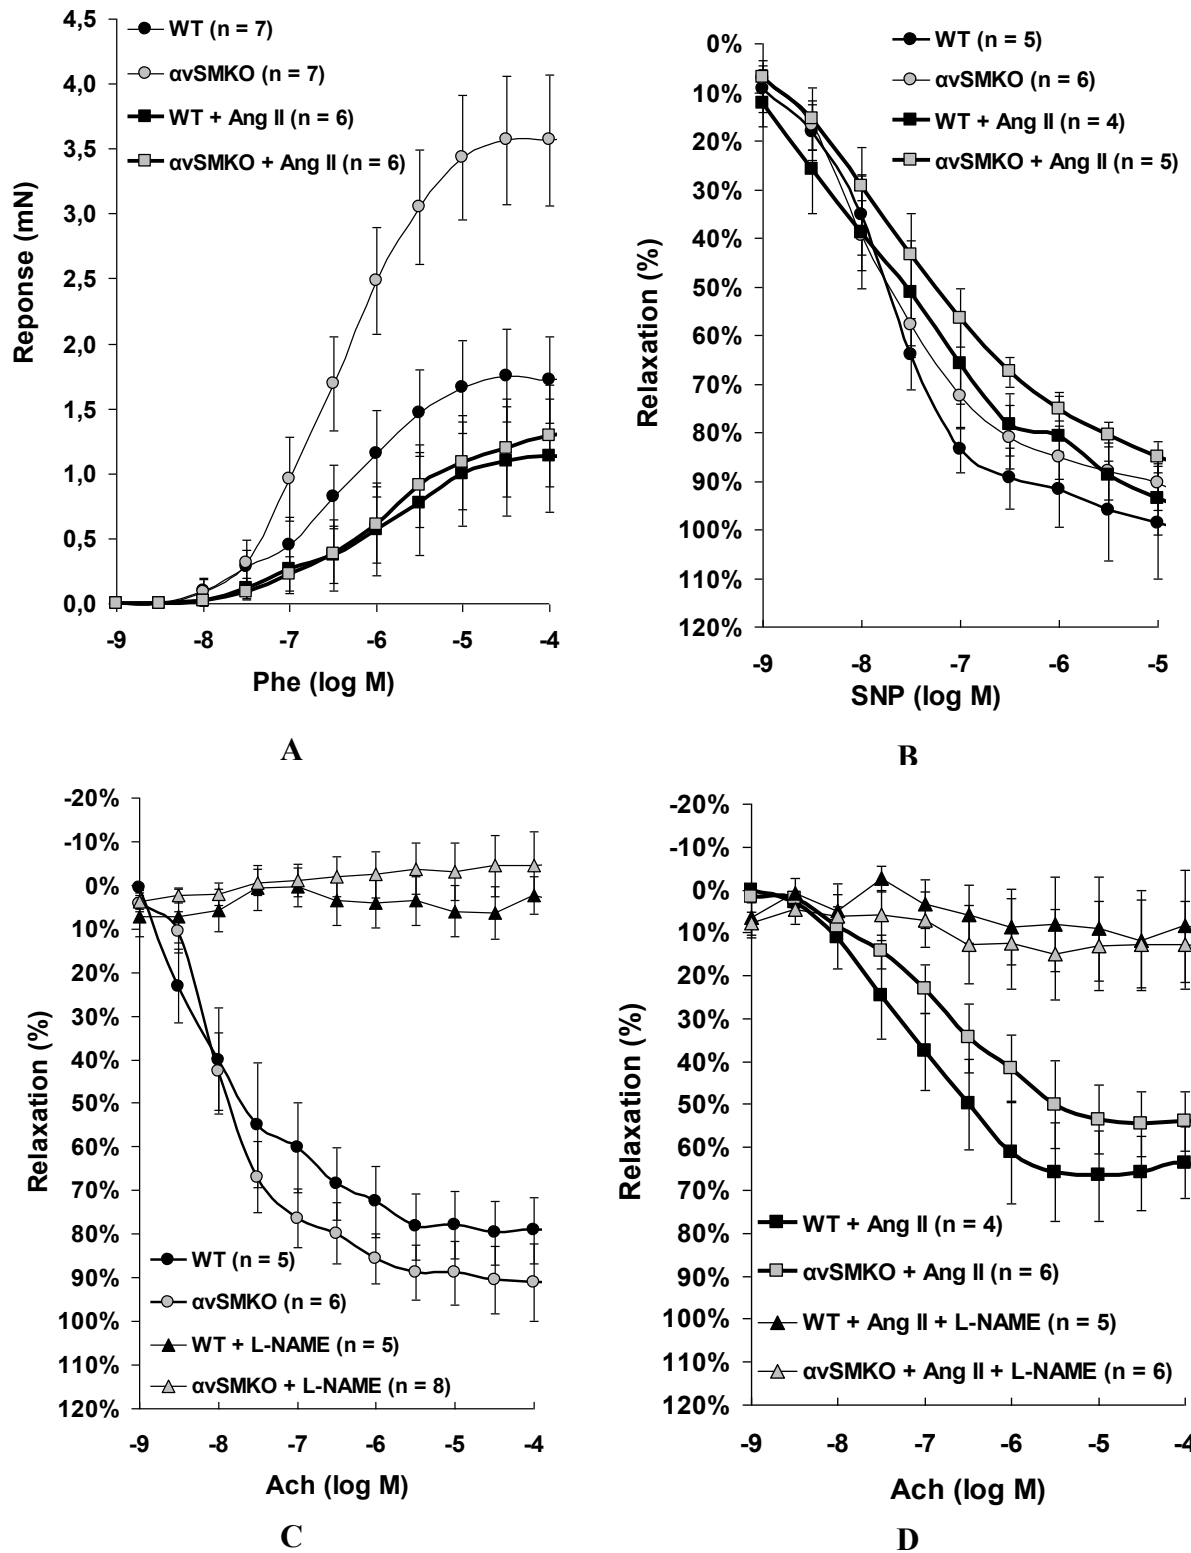 4,5
4,0
3,5
3,0
2,5
2,0
1,5
1,0
0,5
0,0
Reponse (mN)
WT (n = 7)
αvSMKO (n = 7)
WT + Ang II (n = 6)
αvSMKO + Ang II (n = 6)
-9 -8 -7 -6 -5 -4
Phe (log M)
A
0%
10%
20%
30%
40%
50%
60%
70%
80%
90%
100%
110%
120%
Relaxation (%)
WT (n = 5)
αvSMKO (n = 6)
WT + Ang II (n = 4)
αvSMKO + Ang II (n = 5)
-9 -8 -7 -6 -5
SNP (log M)
B
-20%
-10%
0%
10%
20%
30%
40%
50%
60%
70%
80%
90%
100%
110%
120%
Relaxation (%)
WT (n = 5)
αvSMKO (n = 6)
WT + L-NAME (n = 5)
αvSMKO + L-NAME (n = 8)
-9 -8 -7 -6 -5 -4
Ach (log M)
C
-20%
-10%
0%
10%
20%
30%
40%
50%
60%
70%
80%
90%
100%
110%
120%
Relaxation (%)
WT + Ang II (n = 4)
αvSMKO + Ang II (n = 6)
WT + Ang II + L-NAME (n = 5)
αvSMKO + Ang II + L-NAME (n = 6)
-9 -8 -7 -6 -5 -4
Ach (log M)
D